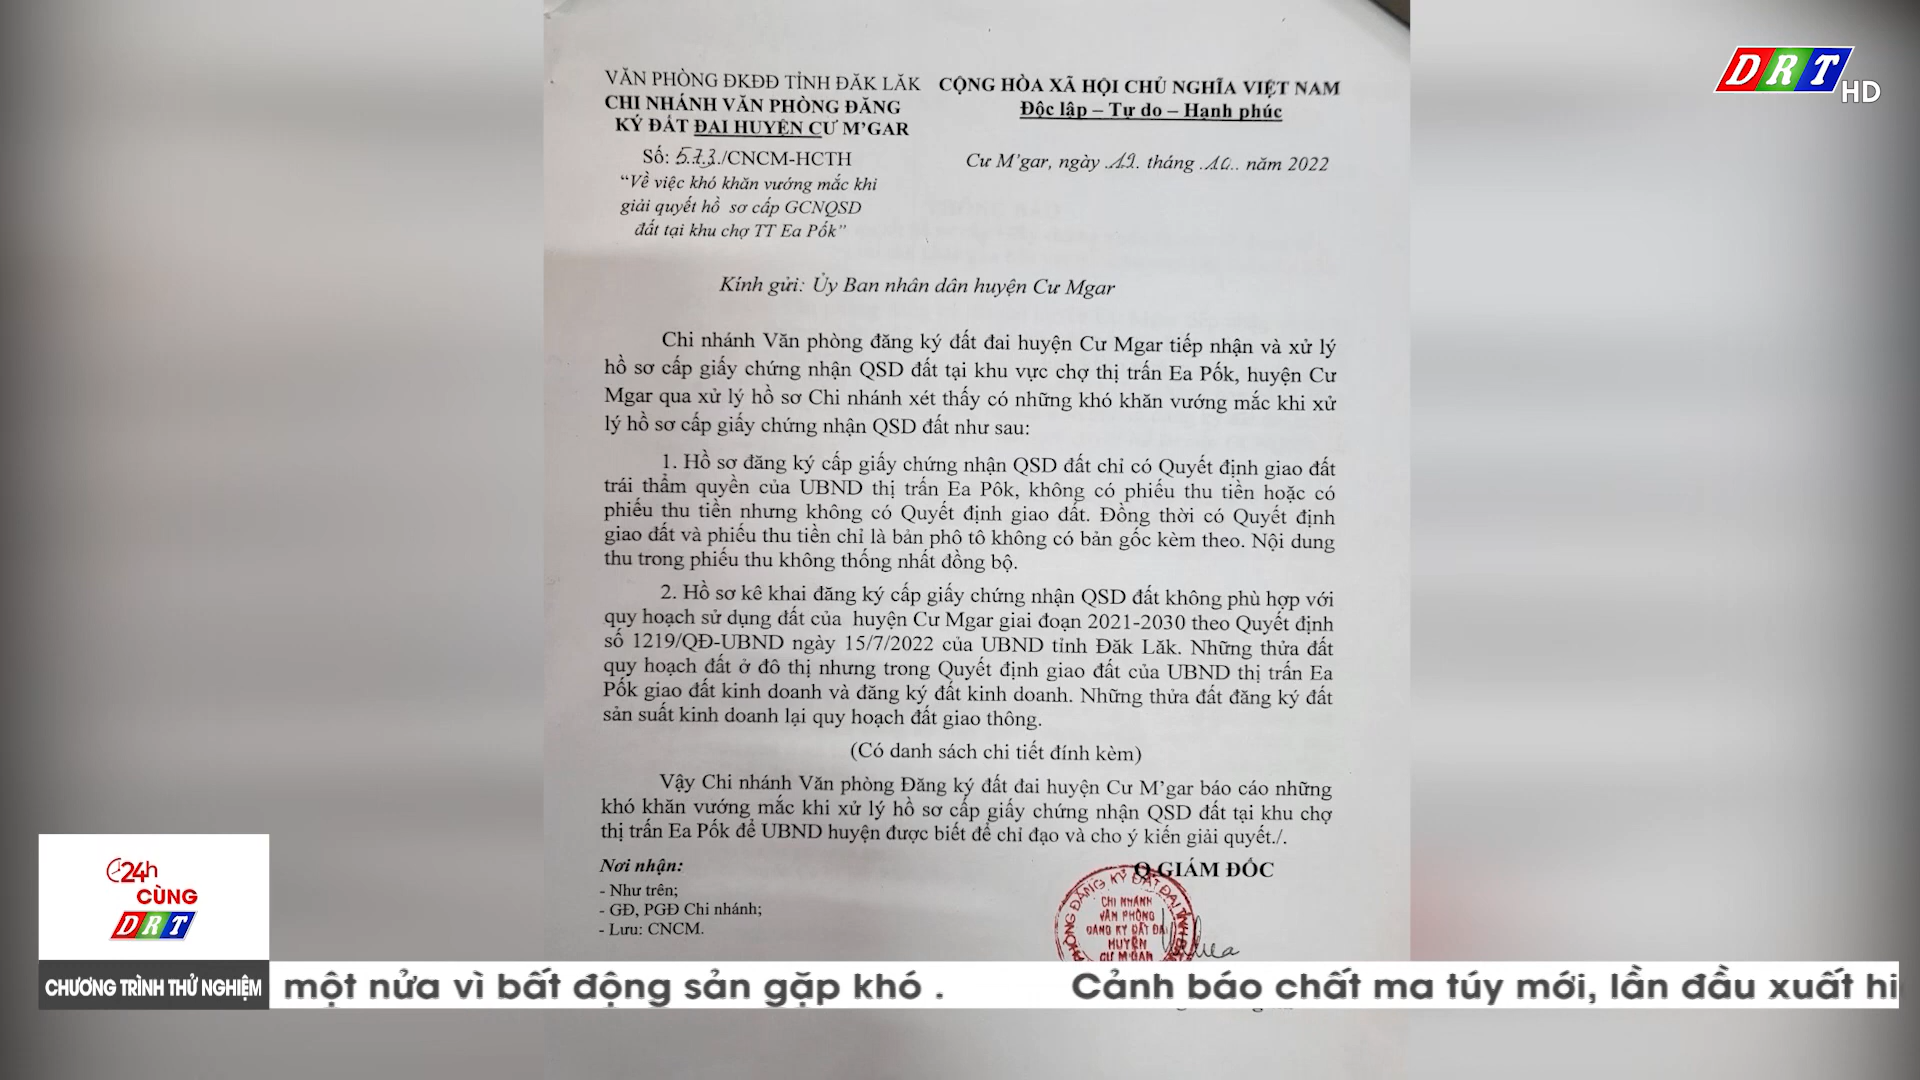 DRT HD
VĂN PHÒNG ĐKĐĐ TỈNH ĐĂK LĂK
CHI NHÁNH VĂN PHÒNG ĐĂNG
KÝ ĐẤT ĐAI HUYỆN CƯ M’GAR
Số: 573./CNCM-HCTH
“Về việc khó khăn vướng mắc khi
giải quyết hồ sơ cấp GCNQSD
đất tại khu chợ TT Ea Pốk”
CỘNG HÒA XÃ HỘI CHỦ NGHĨA VIỆT NAM
Độc lập – Tự do – Hạnh phúc
Cư M’gar, ngày .19. tháng .10.. năm 2022
Kính gửi: Ủy Ban nhân dân huyện Cư Mgar
Chi nhánh Văn phòng đăng ký đất đai huyện Cư Mgar tiếp nhận và xử lý
hồ sơ cấp giấy chứng nhận QSD đất tại khu vực chợ thị trấn Ea Pốk, huyện Cư
Mgar qua xử lý hồ sơ Chi nhánh xét thấy có những khó khăn vướng mắc khi xử
lý hồ sơ cấp giấy chứng nhận QSD đất như sau:
1. Hồ sơ đăng ký cấp giấy chứng nhận QSD đất chỉ có Quyết định giao đất
trái thẩm quyền của UBND thị trấn Ea Pôk, không có phiếu thu tiền hoặc có
phiếu thu tiền nhưng không có Quyết định giao đất. Đồng thời có Quyết định
giao đất và phiếu thu tiền chỉ là bản phô tô không có bản gốc kèm theo. Nội dung
thu trong phiếu thu không thống nhất đồng bộ.
2. Hồ sơ kê khai đăng ký cấp giấy chứng nhận QSD đất không phù hợp với
quy hoạch sử dụng đất của huyện Cư Mgar giai đoạn 2021-2030 theo Quyết định
số 1219/QĐ-UBND ngày 15/7/2022 của UBND tỉnh Đăk Lăk. Những thửa đất
quy hoạch đất ở đô thị nhưng trong Quyết định giao đất của UBND thị trấn Ea
Pốk giao đất kinh doanh và đăng ký đất kinh doanh. Những thửa đất đăng ký đất
sản suất kinh doanh lại quy hoạch đất giao thông.
(Có danh sách chi tiết đính kèm)
Vậy Chi nhánh Văn phòng Đăng ký đất đai huyện Cư M’gar báo cáo những
khó khăn vướng mắc khi xử lý hồ sơ cấp giấy chứng nhận QSD đất tại khu chợ
thị trấn Ea Pốk để UBND huyện được biết để chỉ đạo và cho ý kiến giải quyết./.
Nơi nhận:
- Như trên;
- GĐ, PGĐ Chi nhánh;
- Lưu: CNCM.
Q GIÁM ĐỐC
PHÒNG ĐĂNG KÝ ĐẤT ĐAI TỈNH
CHI NHÁNH
VĂN PHÒNG
ĐĂNG KÝ ĐẤT ĐAI
HUYỆN
CƯ M'GAR
24h
CÙNG
DRT
CHƯƠNG TRÌNH THỬ NGHIỆM
một nửa vì bất động sản gặp khó . Cảnh báo chất ma túy mới, lần đầu xuất hi